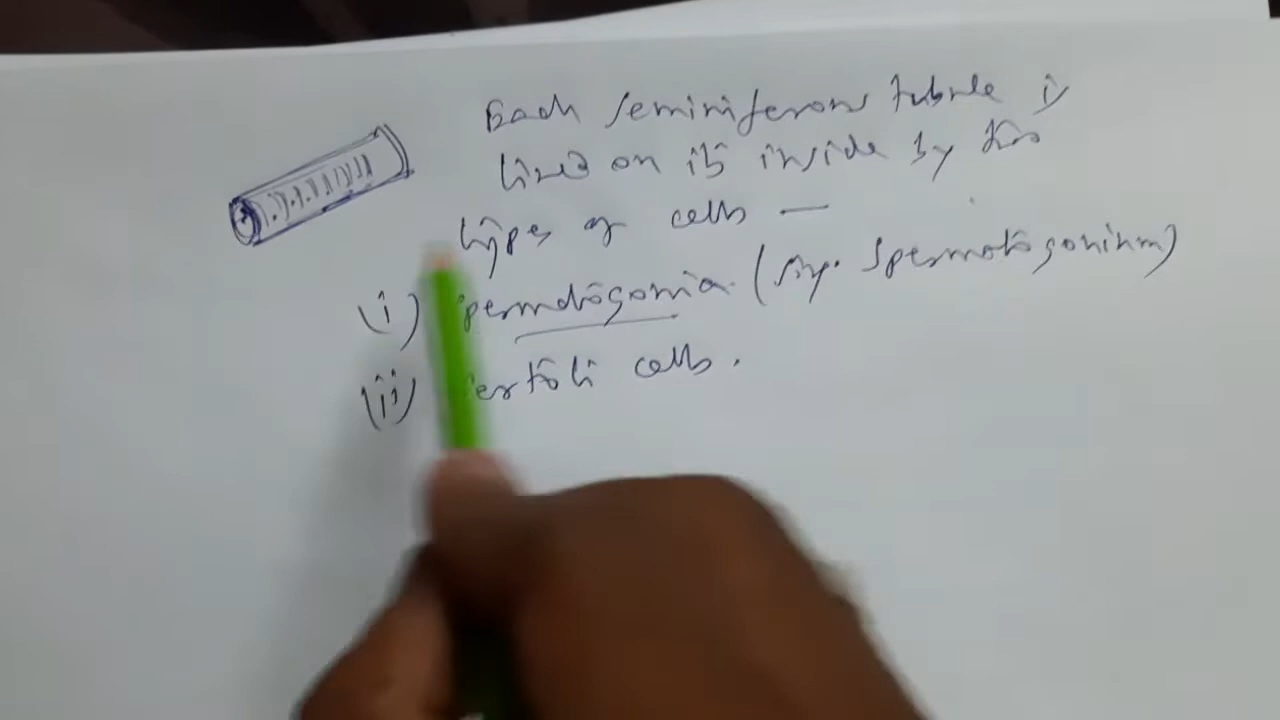 Each seminiferous tubule is
lined on its inside by two
types of cells —
(i) spermatogonia (sing. spermatogonium)
(ii) sertoli cells.